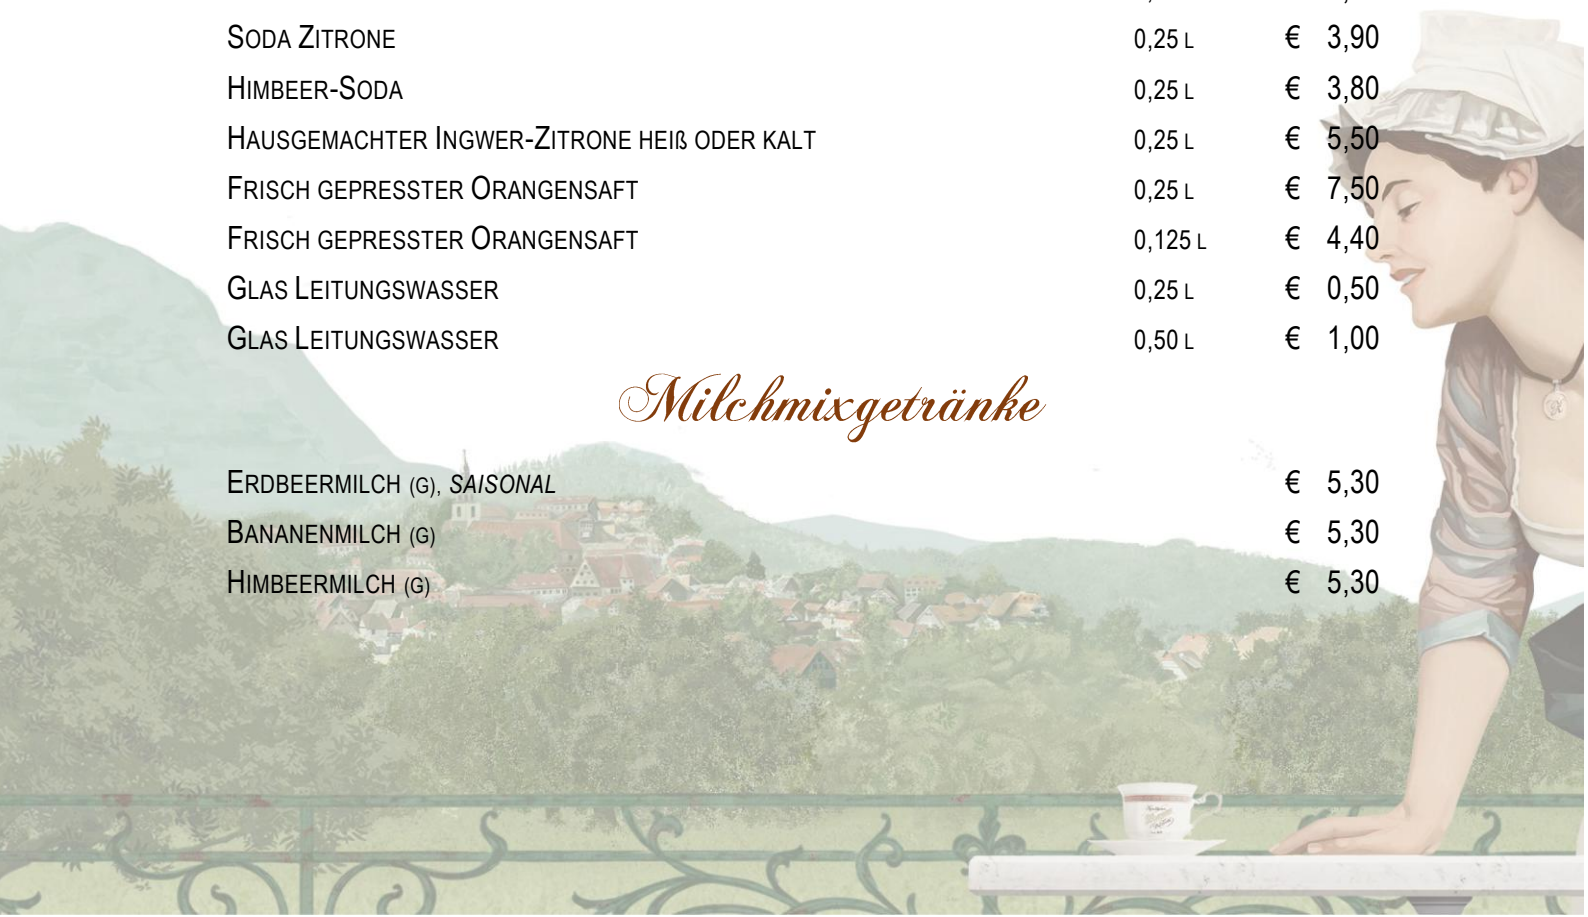 SODA ZITRONE 0,25 L € 3,90
HIMBEER-SODA 0,25 L € 3,80
HAUSGEMACHTER INGWER-ZITRONE HEIß ODER KALT 0,25 L € 5,50
FRISCH GEPRESSTER ORANGENSAFT 0,25 L € 7,50
FRISCH GEPRESSTER ORANGENSAFT 0,125 L € 4,40
GLAS LEITUNGSWASSER 0,25 L € 0,50
GLAS LEITUNGSWASSER 0,50 L € 1,00
Milchmixgetränke
ERDBEERMILCH (G), SAISONAL € 5,30
BANANENMILCH (G) € 5,30
HIMBEERMILCH (G) € 5,30